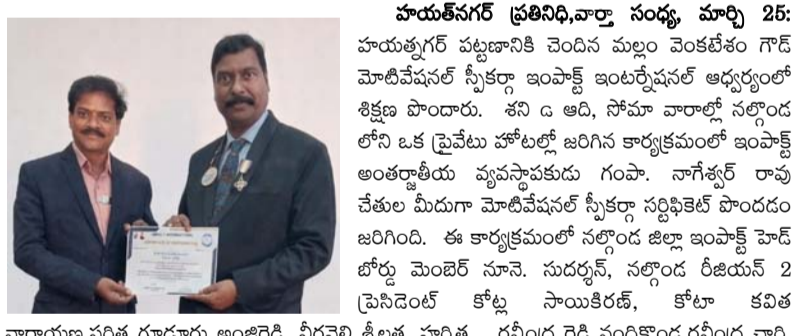 హయత్‌నగర్ ప్రతినిధి,వార్తా సంధ్య, మార్చి 25:
హయత్నగర్ పట్టణానికి చెందిన మల్లం వెంకటేశం గౌడ్
మోటివేషనల్ స్పీకర్గా ఇంపాక్ట్ ఇంటర్నేషనల్ ఆధ్వర్యంలో
శిక్షణ పొందారు. శని ‌డ ఆది, సోమా వారాల్లో నల్గొండ
లోని ఒక ప్రైవేటు హోటల్లో జరిగిన కార్యక్రమంలో ఇంపాక్ట్
అంతర్జాతీయ వ్యవస్థాపకుడు గంపా. నాగేశ్వర్ రావు
చేతుల మీదుగా మోటివేషనల్ స్పీకర్గా సర్టిఫికెట్ పొందడం
జరిగింది. ఈ కార్యక్రమంలో నల్గొండ జిల్లా ఇంపాక్ట్ హెడ్
బోర్డు మెంబెర్ నూనె. సుదర్శన్, నల్గొండ రీజియన్ 2
ప్రెసిడెంట్ కోట్ల సాయికిరణ్, కోటా కవిత